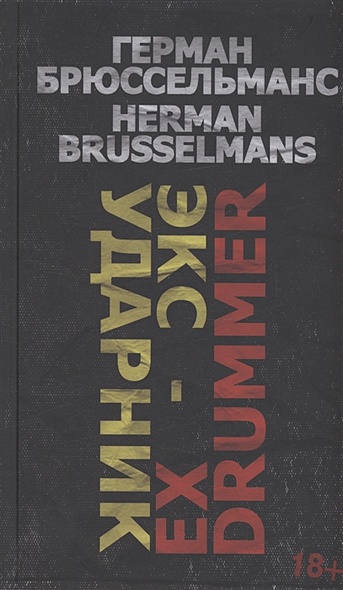 ГЕРМАН
БРЮССЕЛЬМАНС
HERMAN
BRUSSELMANS
ЭКС -
УДАРНИК
EX
DRUMMER
18+